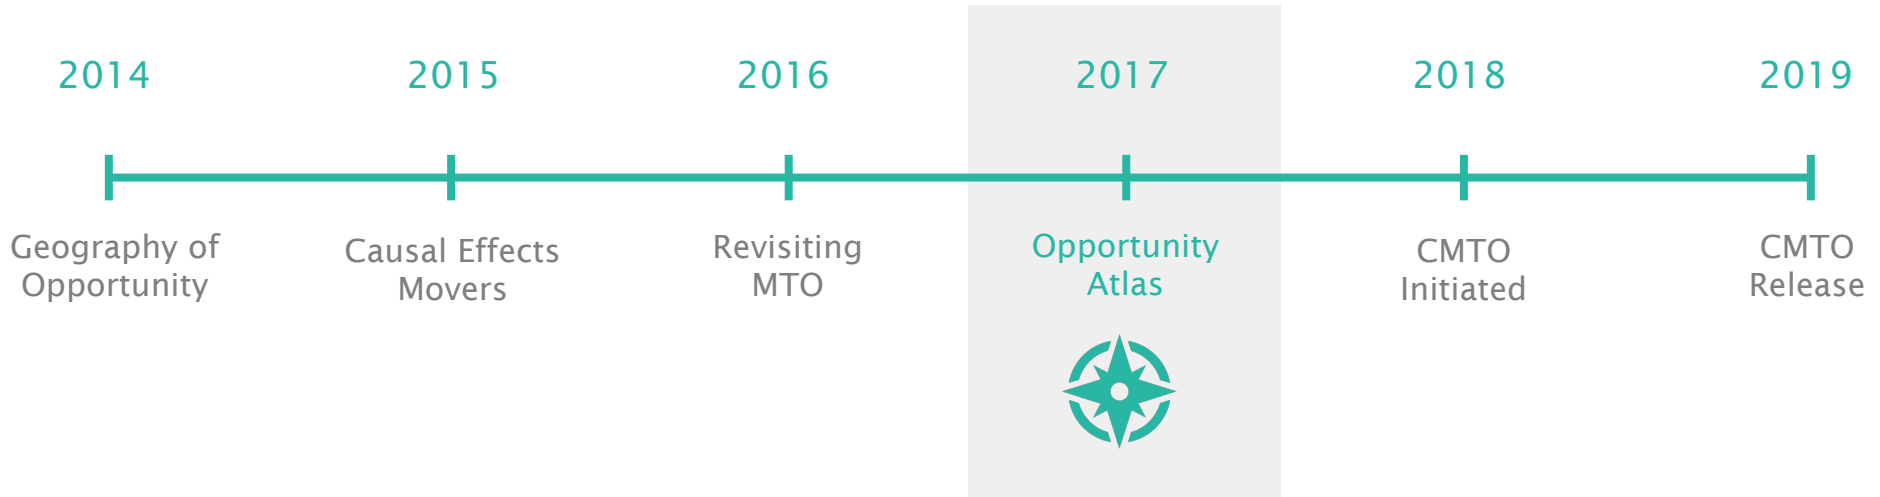 2014
2015
2016
2017
2018
2019
Geography of
Opportunity
Causal Effects
Movers
Revisiting
MTO
Opportunity
Atlas
CMTO
Initiated
CMTO
Release